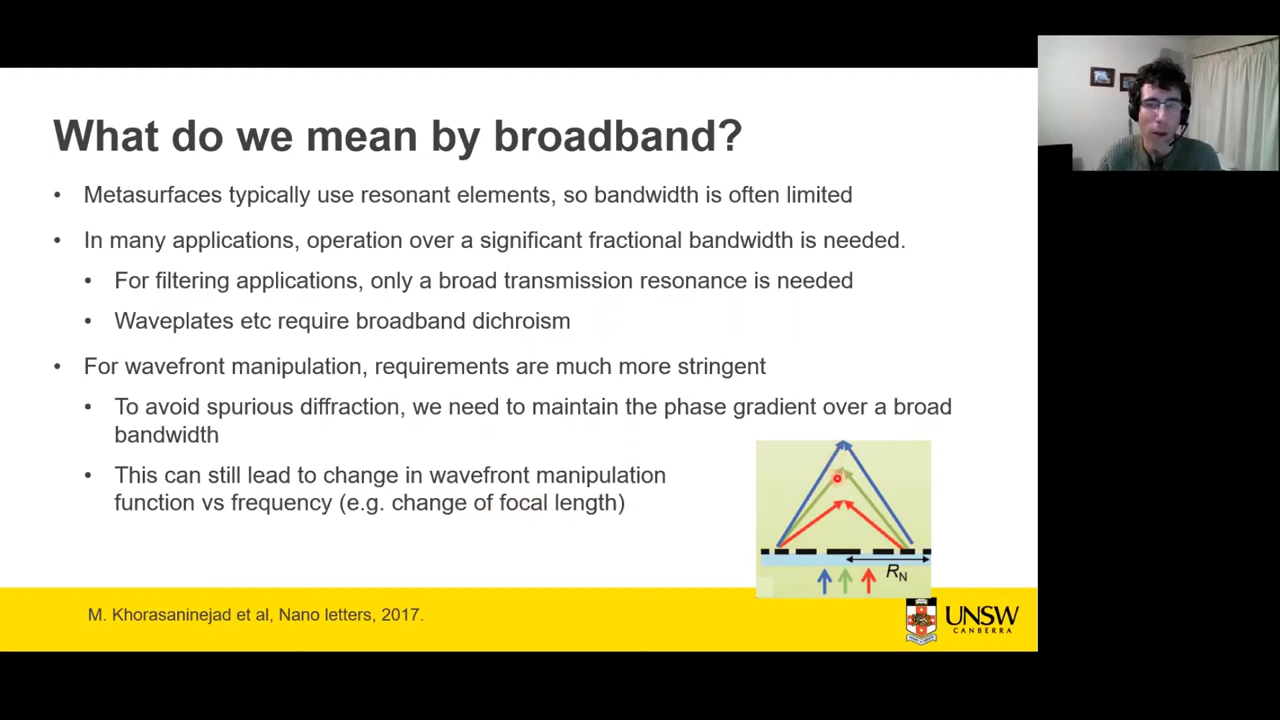 What do we mean by broadband?
• Metasurfaces typically use resonant elements, so bandwidth is often limited
• In many applications, operation over a significant fractional bandwidth is needed.
• For filtering applications, only a broad transmission resonance is needed
• Waveplates etc require broadband dichroism
• For wavefront manipulation, requirements are much more stringent
• To avoid spurious diffraction, we need to maintain the phase gradient over a broad
bandwidth
• This can still lead to change in wavefront manipulation
function vs frequency (e.g. change of focal length)
RN
M. Khorasaninejad et al, Nano letters, 2017.
UNSW
CANBERRA